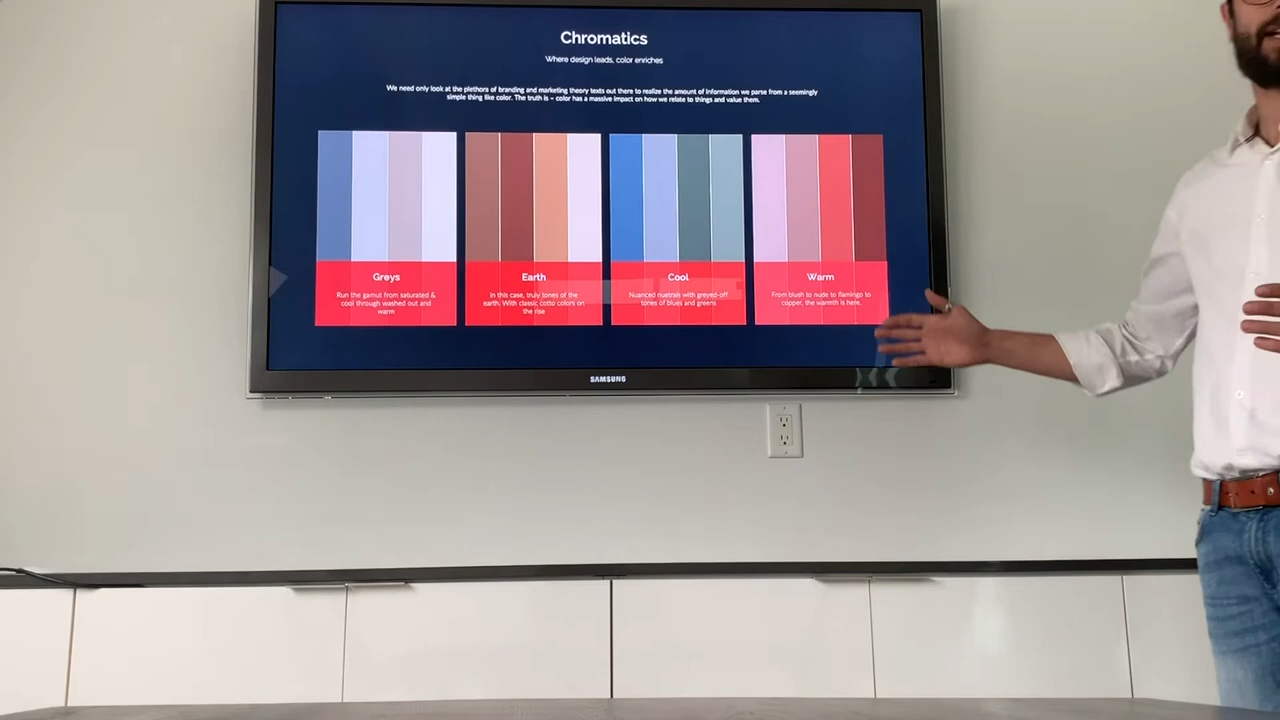 Chromatics
Where design leads, color enriches
We need only look at the plethora of branding and marketing theory texts out there to realize the amount of information we parse from a seemingly
simple thing like color. The truth is – color has a massive impact on how we relate to things and value them.
Greys
Run the gamut from saturated &
cool through washed out and
warm
Earth
In this case, truly tones of the
earth. With classic cotto colors on
the rise
Cool
Nuanced nuetrals with greyed-off
tones of blues and greens
Warm
From blush to nude to flamingo to
copper, the warmth is here.
SAMSUNG